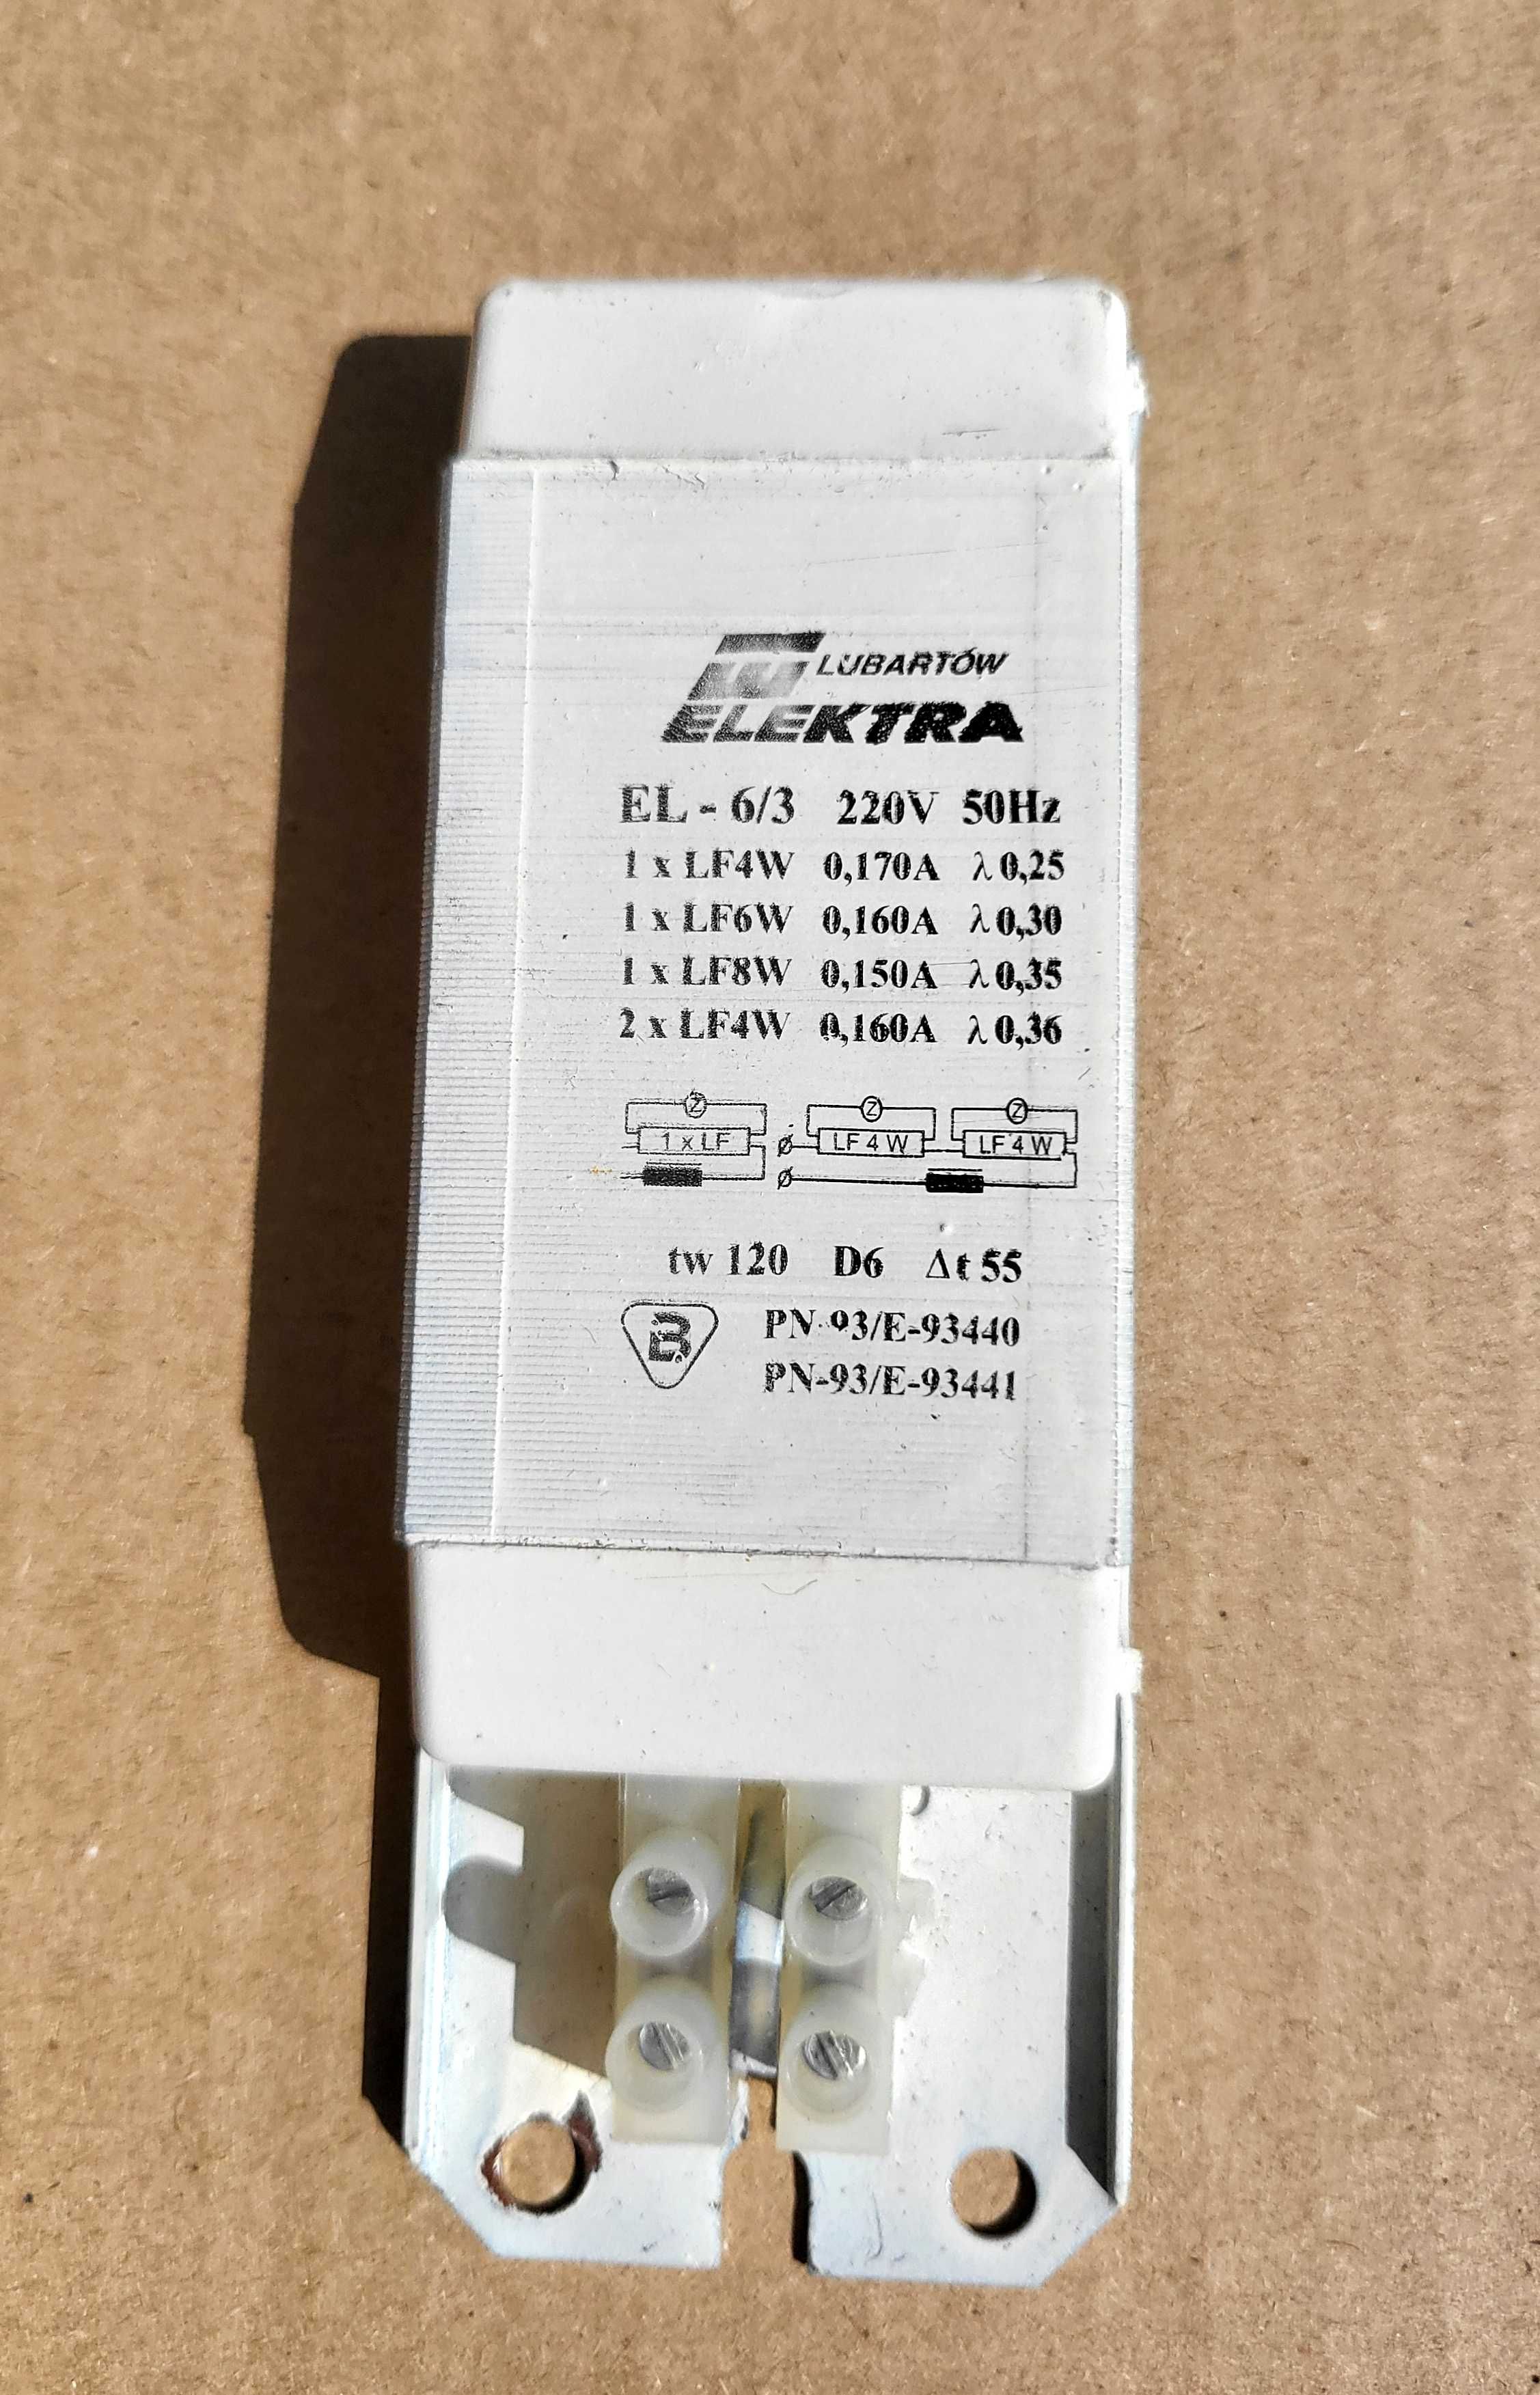 LUBARTÓW
ELEKTRA
EL - 6/3 220V 50Hz
1 x LF4W 0,170A λ 0,25
1 x LF6W 0,160A λ 0,30
1 x LF8W 0,150A λ 0,35
2 x LF4W 0,160A λ 0,36
Z Z Z
1 x LF LF 4 W LF 4 W
tw 120 D6 Δt 55
B PN-93/E-93440
PN-93/E-93441